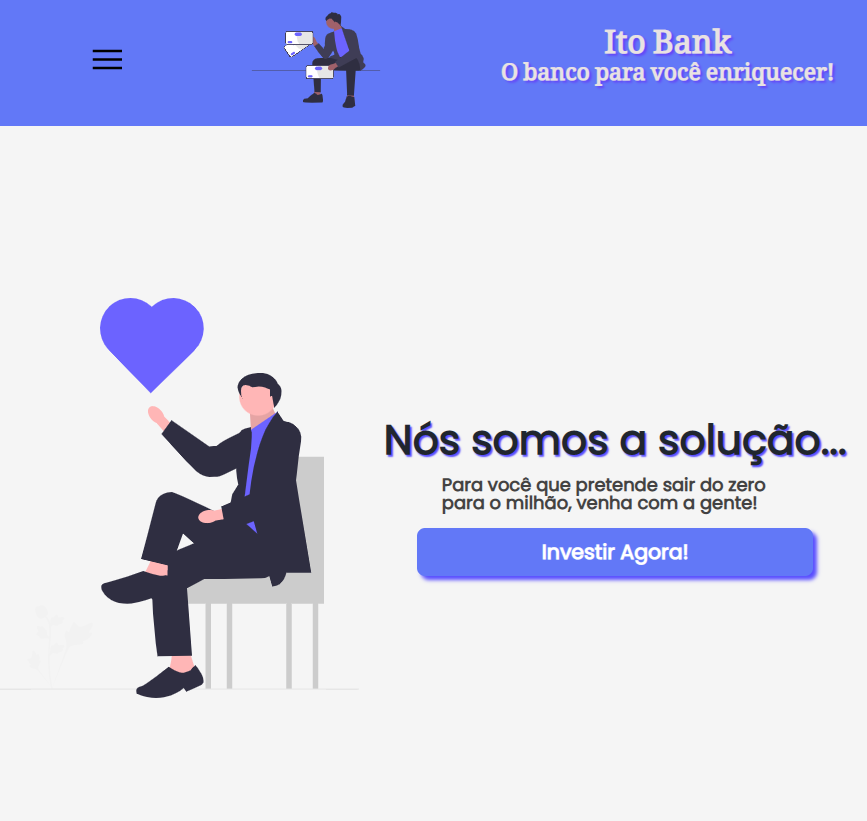 Ito Bank
O banco para você enriquecer!
Nós somos a solução...
Para você que pretende sair do zero
para o milhão, venha com a gente!
Investir Agora!